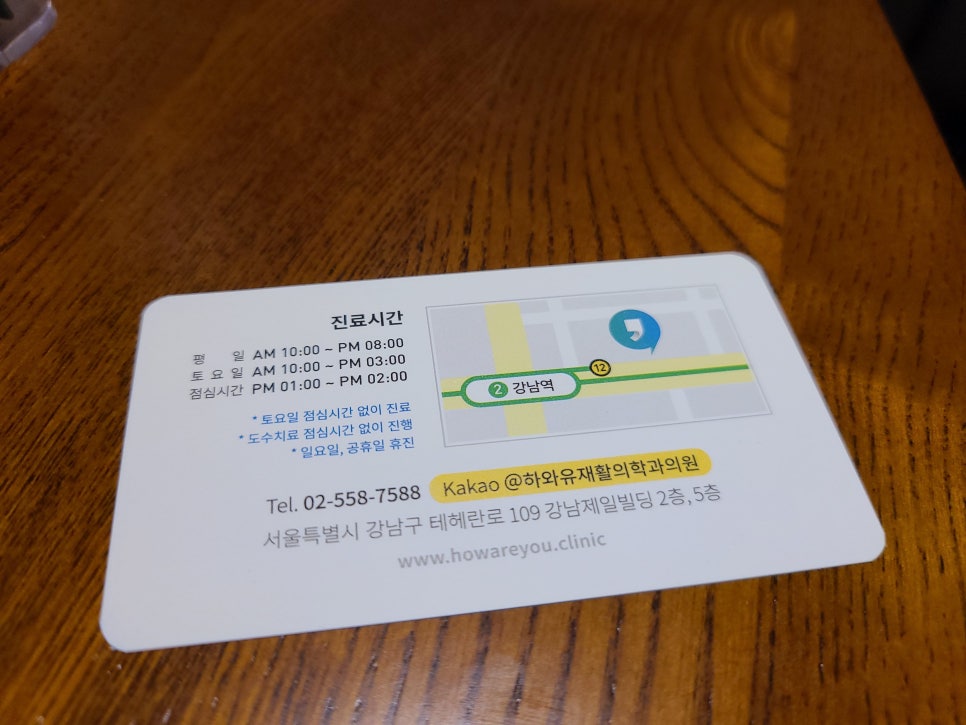 진료시간
평 일 AM 10:00 ~ PM 08:00
토 요 일 AM 10:00 ~ PM 03:00
점심시간 PM 01:00 ~ PM 02:00
* 토요일 점심시간 없이 진료
* 도수치료 점심시간 없이 진행
* 일요일, 공휴일 휴진
2 강남역
12
Tel. 02-558-7588 Kakao @하와유재활의학과의원
서울특별시 강남구 테헤란로 109 강남제일빌딩 2층, 5층
www.howareyou.clinic